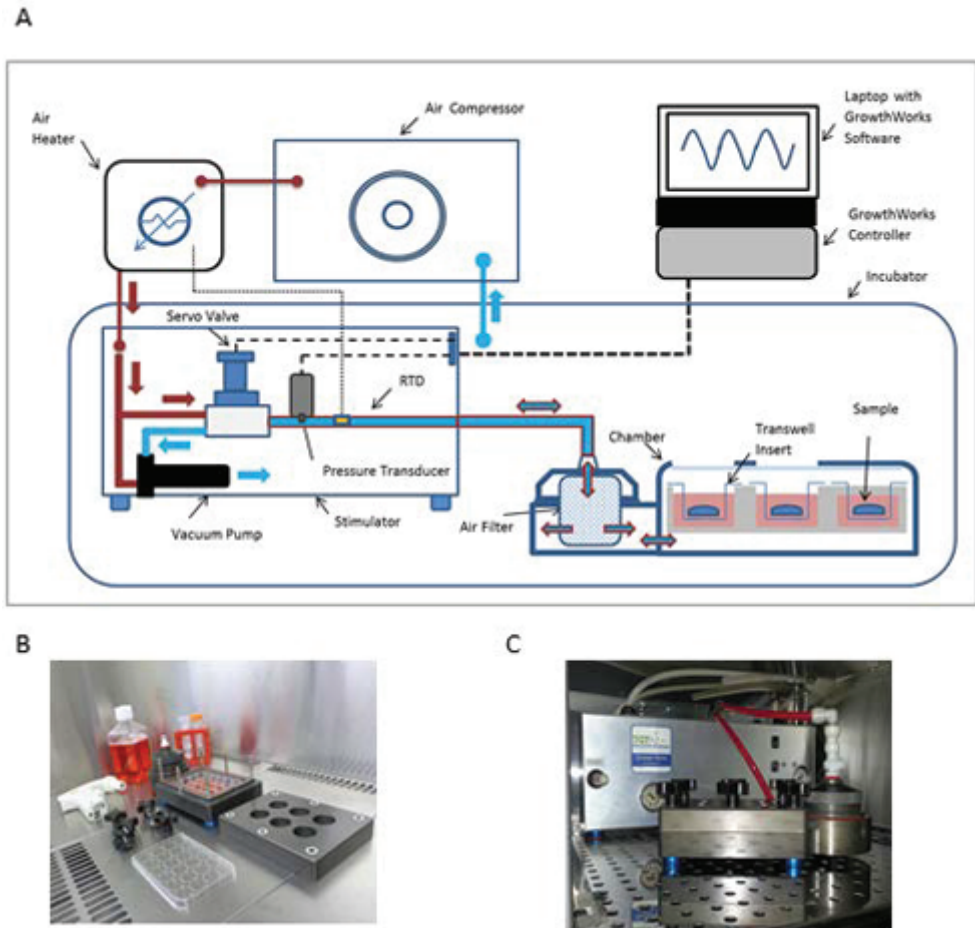 A
Air
Heater
Air Compressor
Laptop with
GrowthWorks
Software
GrowthWorks
Controller
Incubator
Servo Valve
RTD
Sample
Transwell
Insert
Chamber
Pressure Transducer
Air Filter
Vacuum Pump
Stimulator
B
C